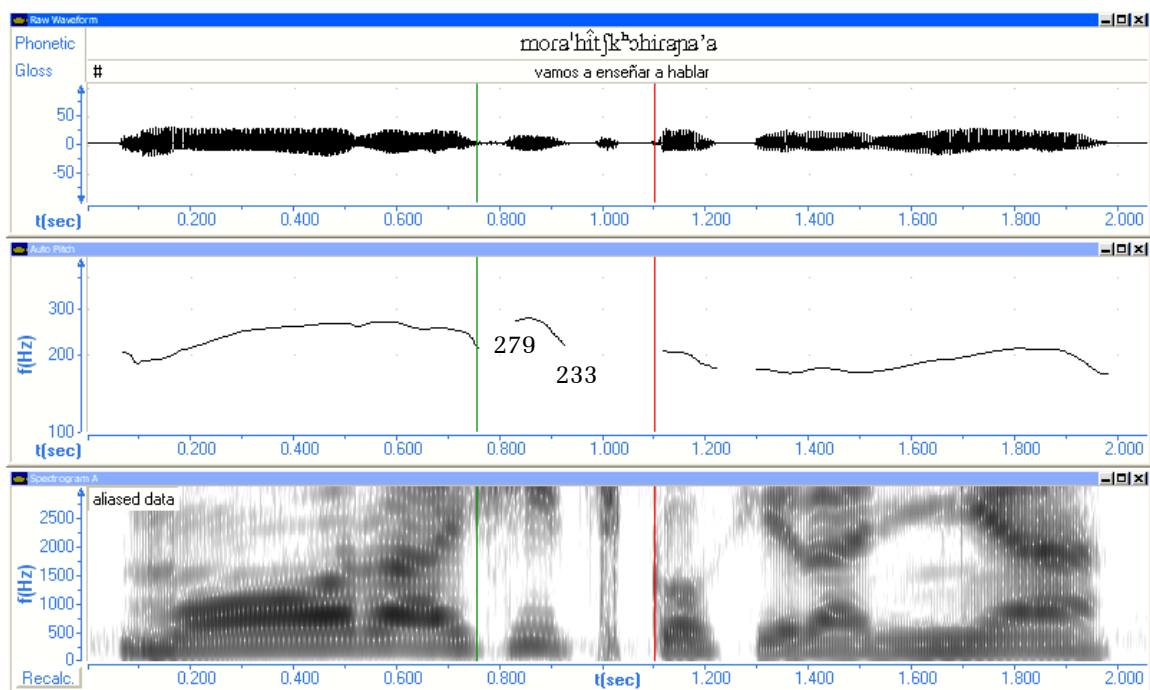 Raw Waveform
Phonetic moraˈhît̂ʃkʰɔhiraɲaʼa
Gloss # vamos a enseñar a hablar
50
0
-50
t(sec) 0.200 0.400 0.600 0.800 1.000 1.200 1.400 1.600 1.800 2.000
Auto Pitch
300
f(Hz)
200
279
233
100
t(sec) 0.200 0.400 0.600 0.800 1.000 1.200 1.400 1.600 1.800 2.000
Spectrogram A
aliased data
2500
2000
f(Hz)
1500
1000
500
0
Recalc. t(sec) 0.200 0.400 0.600 0.800 1.000 1.200 1.400 1.600 1.800 2.000